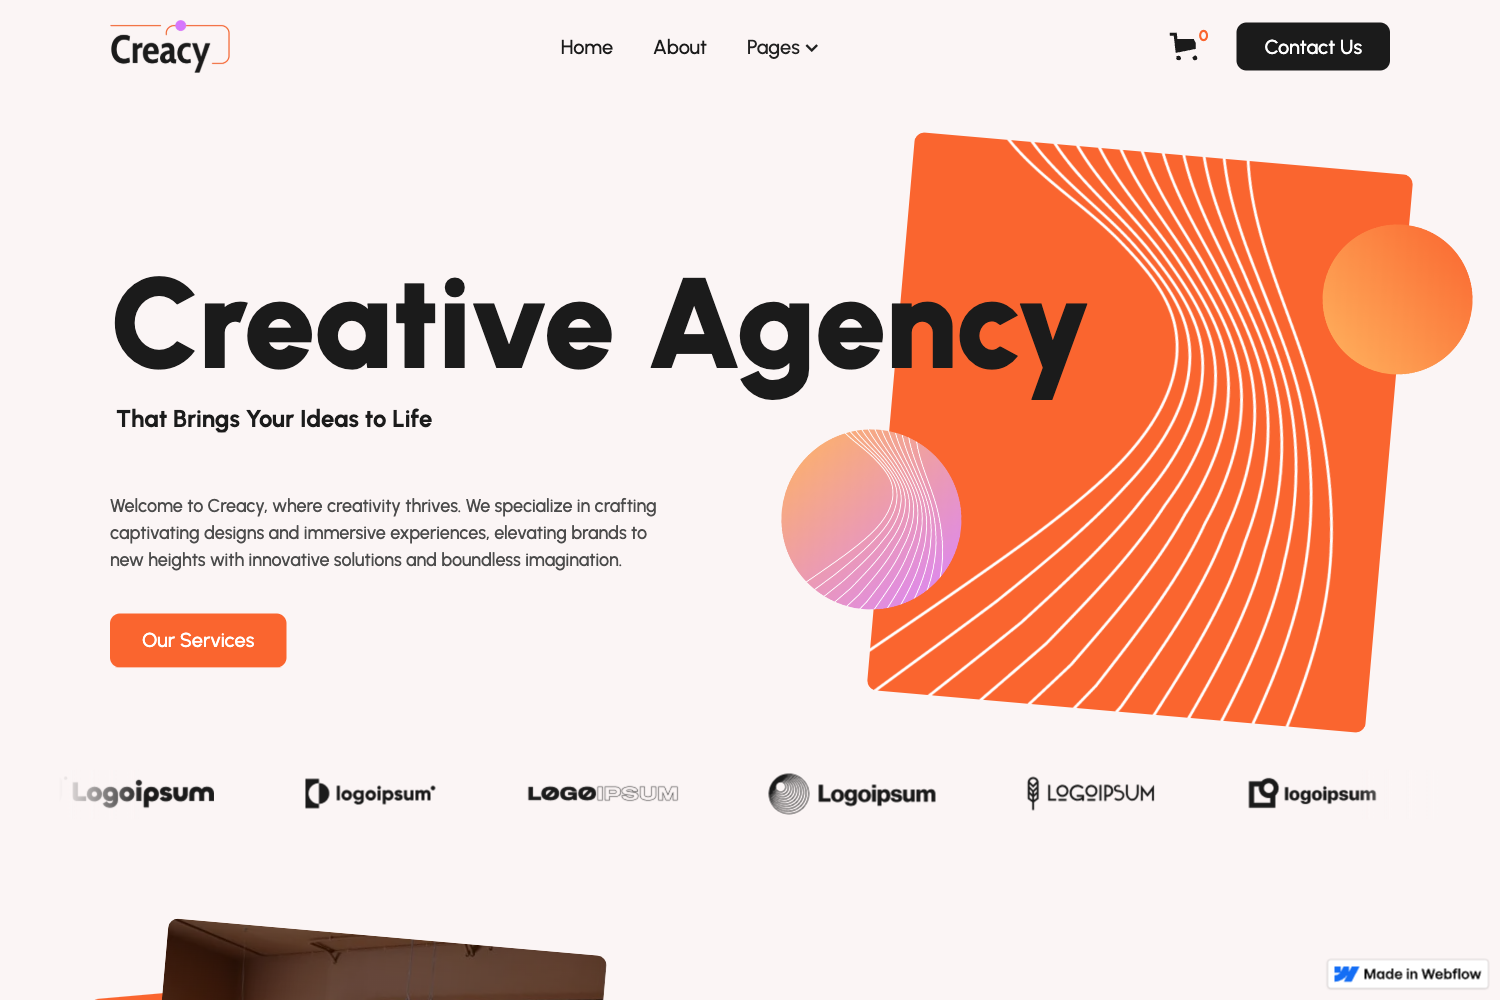 Creacy
Home
About
Pages
0
Contact Us
Creative Agency
That Brings Your Ideas to Life
Welcome to Creacy, where creativity thrives. We specialize in crafting
captivating designs and immersive experiences, elevating brands to
new heights with innovative solutions and boundless imagination.
Our Services
Logoipsum
logoipsum
LOGOIPSUM
Logoipsum
LOGOIPSUM
logoipsum
Made in Webflow